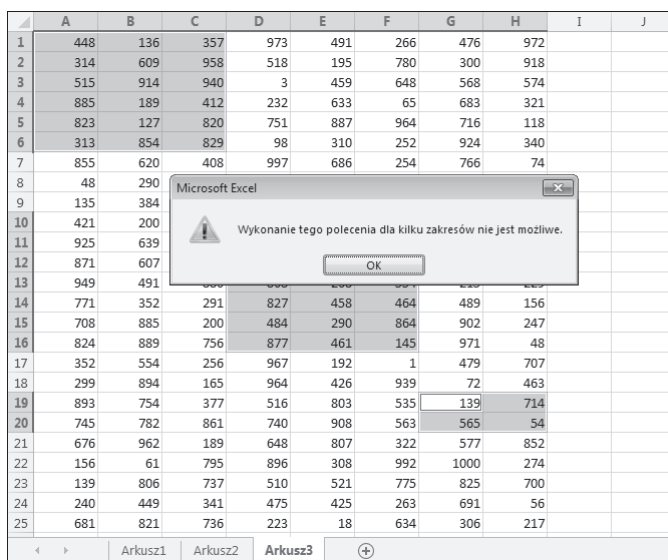 A B C D E F G H I J
1 448 136 357 973 491 266 476 972
2 314 609 958 518 195 780 300 918
3 515 914 940 3 459 648 568 574
4 885 189 412 232 633 65 683 321
5 823 127 820 751 887 964 716 118
6 313 854 829 98 310 252 924 340
7 855 620 408 997 686 254 766 74
8 48 290
9 135 384
10 421 200
11 925 639
12 871 607
13 949 491
Microsoft Excel
Wykonanie tego polecenia dla kilku zakresów nie jest możliwe.
OK
14 771 352 291 827 458 464 489 156
15 708 885 200 484 290 864 902 247
16 824 889 756 877 461 145 971 48
17 352 554 256 967 192 1 479 707
18 299 894 165 964 426 939 72 463
19 893 754 377 516 803 535 139 714
20 745 782 861 740 908 563 565 54
21 676 962 189 648 807 322 577 852
22 156 61 795 896 308 992 1000 274
23 139 806 737 510 521 775 825 700
24 240 449 341 475 425 263 691 56
25 681 821 736 223 18 634 306 217
Arkusz1 Arkusz2 Arkusz3